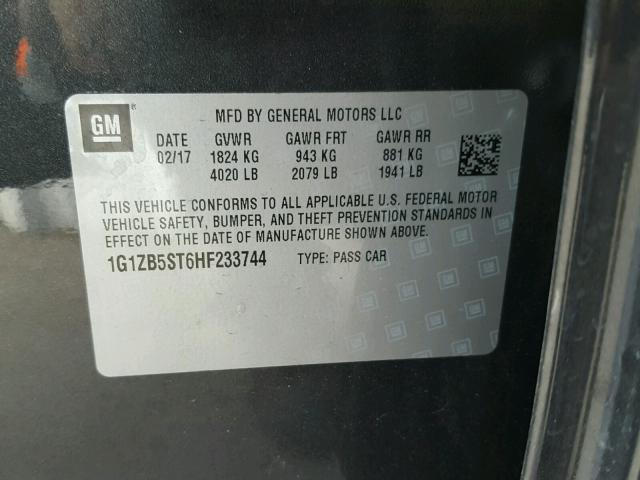 GM ® MFD BY GENERAL MOTORS LLC
DATE GVWR GAWR FRT GAWR RR
02/17 1824 KG 943 KG 881 KG
4020 LB 2079 LB 1941 LB
THIS VEHICLE CONFORMS TO ALL APPLICABLE U.S. FEDERAL MOTOR
VEHICLE SAFETY, BUMPER, AND THEFT PREVENTION STANDARDS IN
EFFECT ON THE DATE OF MANUFACTURE SHOWN ABOVE.
1G1ZB5ST6HF233744 TYPE: PASS CAR